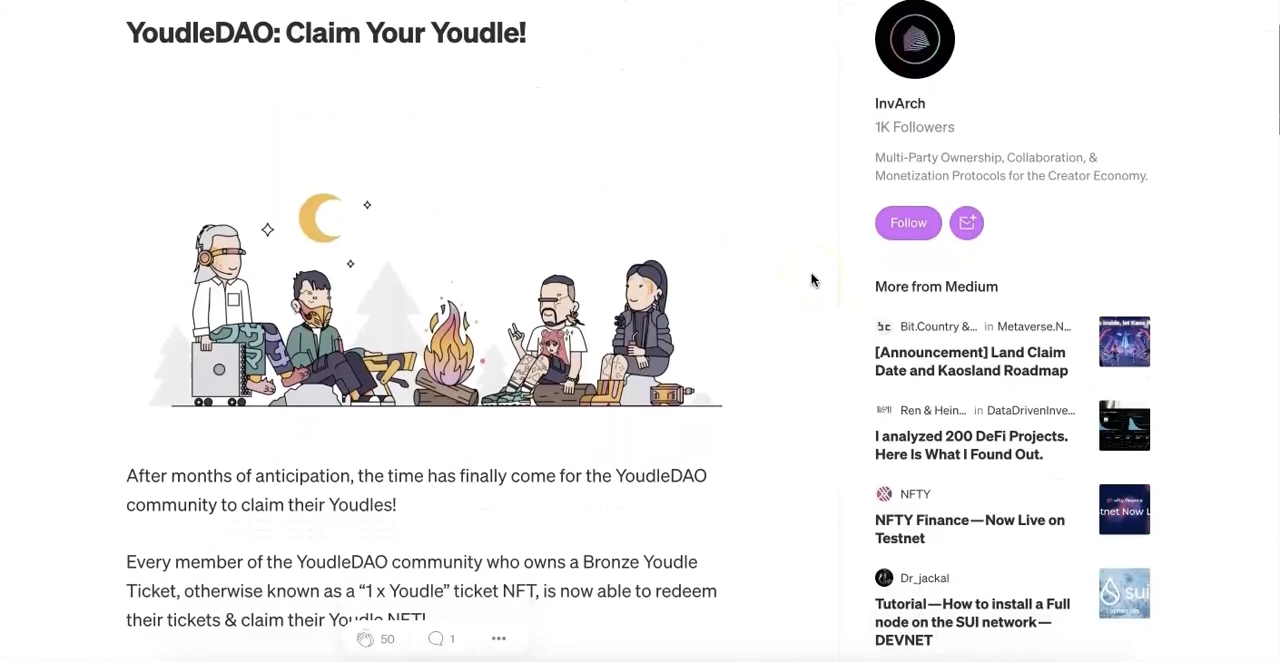 YoudleDAO: Claim Your Youdle!
After months of anticipation, the time has finally come for the YoudleDAO
community to claim their Youdles!
Every member of the YoudleDAO community who owns a Bronze Youdle
Ticket, otherwise known as a “1 x Youdle” ticket NFT, is now able to redeem
their tickets & claim their Youdle NFT!
50
1
InvArch
1K Followers
Multi-Party Ownership, Collaboration, &
Monetization Protocols for the Creator Economy.
Follow
More from Medium
Bit.Country &... in Metaverse.N...
[Announcement] Land Claim
Date and Kaosland Roadmap
Ren & Hein... in DataDrivenInve...
I analyzed 200 DeFi Projects.
Here Is What I Found Out.
NFTY
NFTY Finance—Now Live on
Testnet
tnet Now L
Dr_jackal
Tutorial—How to install a Full
node on the SUI network—
DEVNET
sui